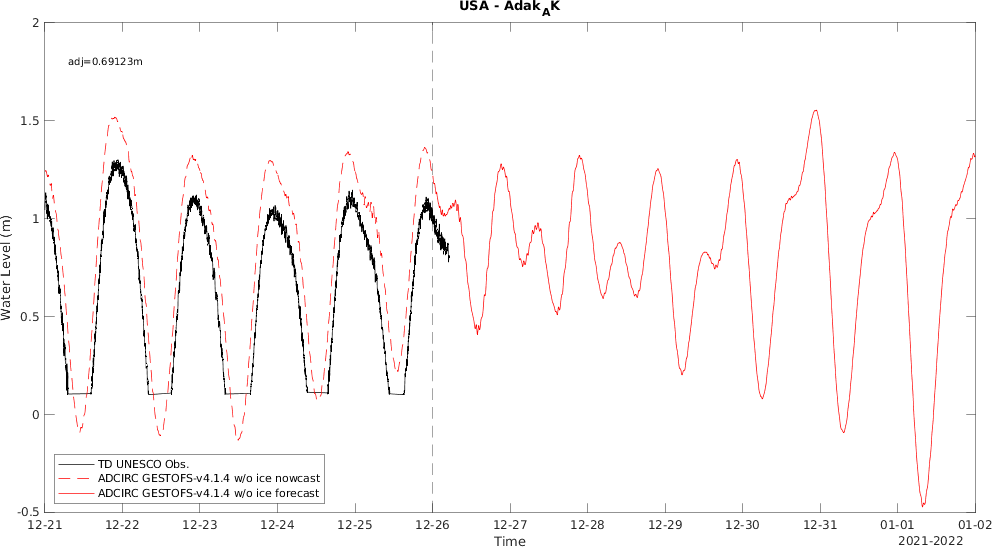 USA - Adak AK
2
1.5
1
0.5
0
-0.5
Water Level (m)
adj=0.69123m
TD UNESCO Obs.
ADCIRC GESTOFS-v4.1.4 w/o ice nowcast
ADCIRC GESTOFS-v4.1.4 w/o ice forecast
12-21 12-22 12-23 12-24 12-25 12-26 12-27 12-28 12-29 12-30 12-31 01-01 01-02
Time
2021-2022